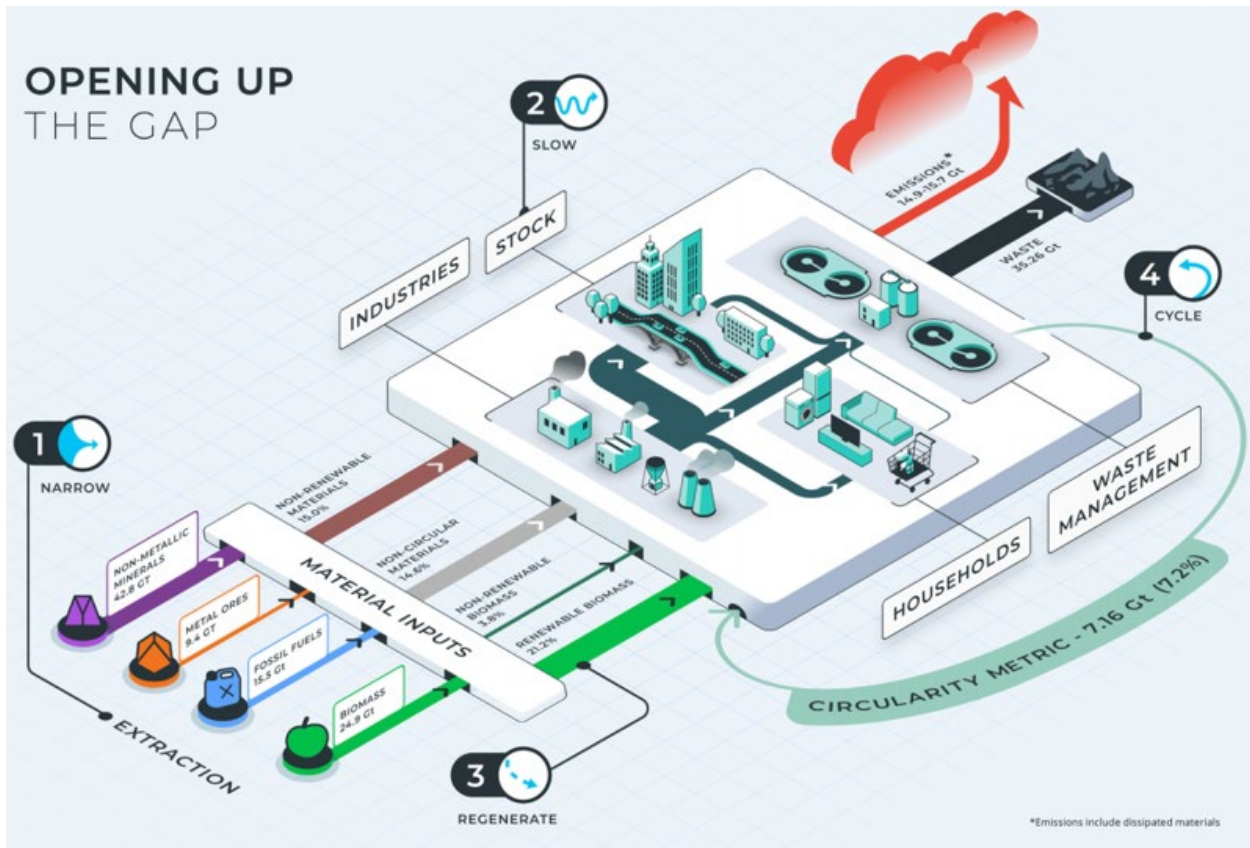 OPENING UP
THE GAP
2
SLOW
STOCK
INDUSTRIES
EMISSIONS*
14.9-15.7 Gt
WASTE
35.26 Gt
4
CYCLE
1
NARROW
NON-RENEWABLE
MATERIALS
15.0%
NON-CIRCULAR
MATERIALS
14.6%
NON-RENEWABLE
BIOMASS
3.8%
RENEWABLE BIOMASS
21.2%
MATERIAL INPUTS
NON-METALLIC
MINERALS
42.8 GT
METAL ORES
9.4 GT
FOSSIL FUELS
15.5 Gt
BIOMASS
24.9 Gt
EXTRACTION
3
REGENERATE
WASTE
MANAGEMENT
HOUSEHOLDS
CIRCULARITY METRIC - 7.16 Gt (7.2%)
*Emissions include dissipated materials